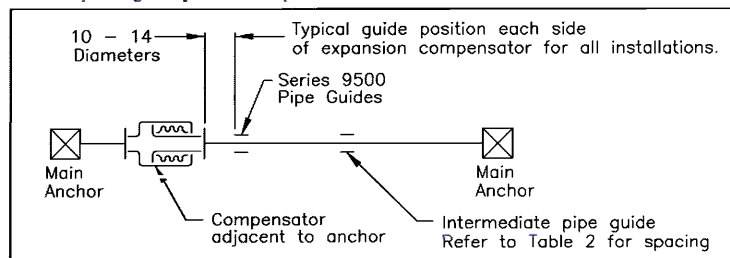 10 – 14
Diameters
Typical guide position each side
of expansion compensator for all installations.
Series 9500
Pipe Guides
Main
Anchor
Main
Anchor
Compensator
adjacent to anchor
Intermediate pipe guide
Refer to Table 2 for spacing